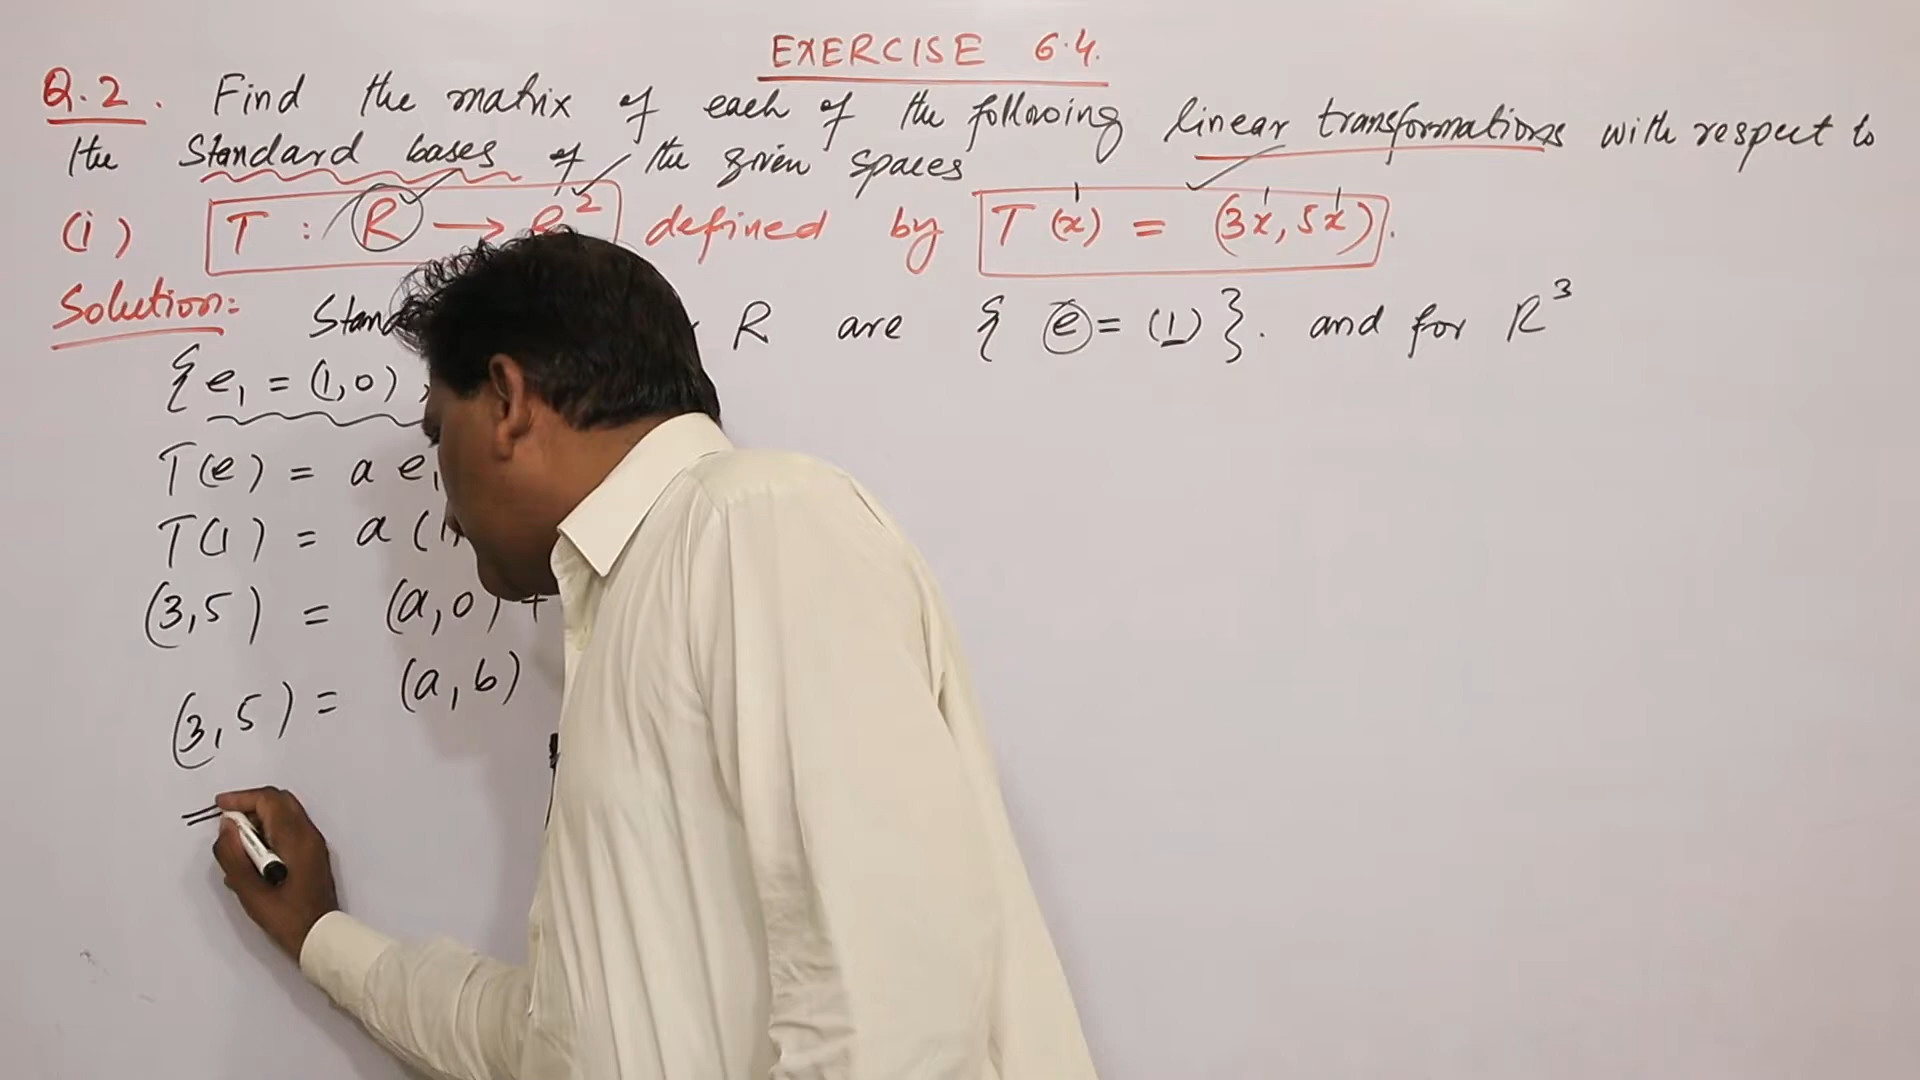 EXERCISE 6.4.
Q.2. Find the matrix of each of the following linear transformations with respect to
the standard bases of the given spaces
(i) T : R → R² defined by T(x) = (3x, 5x).
Solution:- R are { e = (1) }. and for R³
{e₁ = (1,0),
T(e) = a e₁
T(1) = a (1,
(3,5) = (a,0) +
(3,5) = (a,b)
=